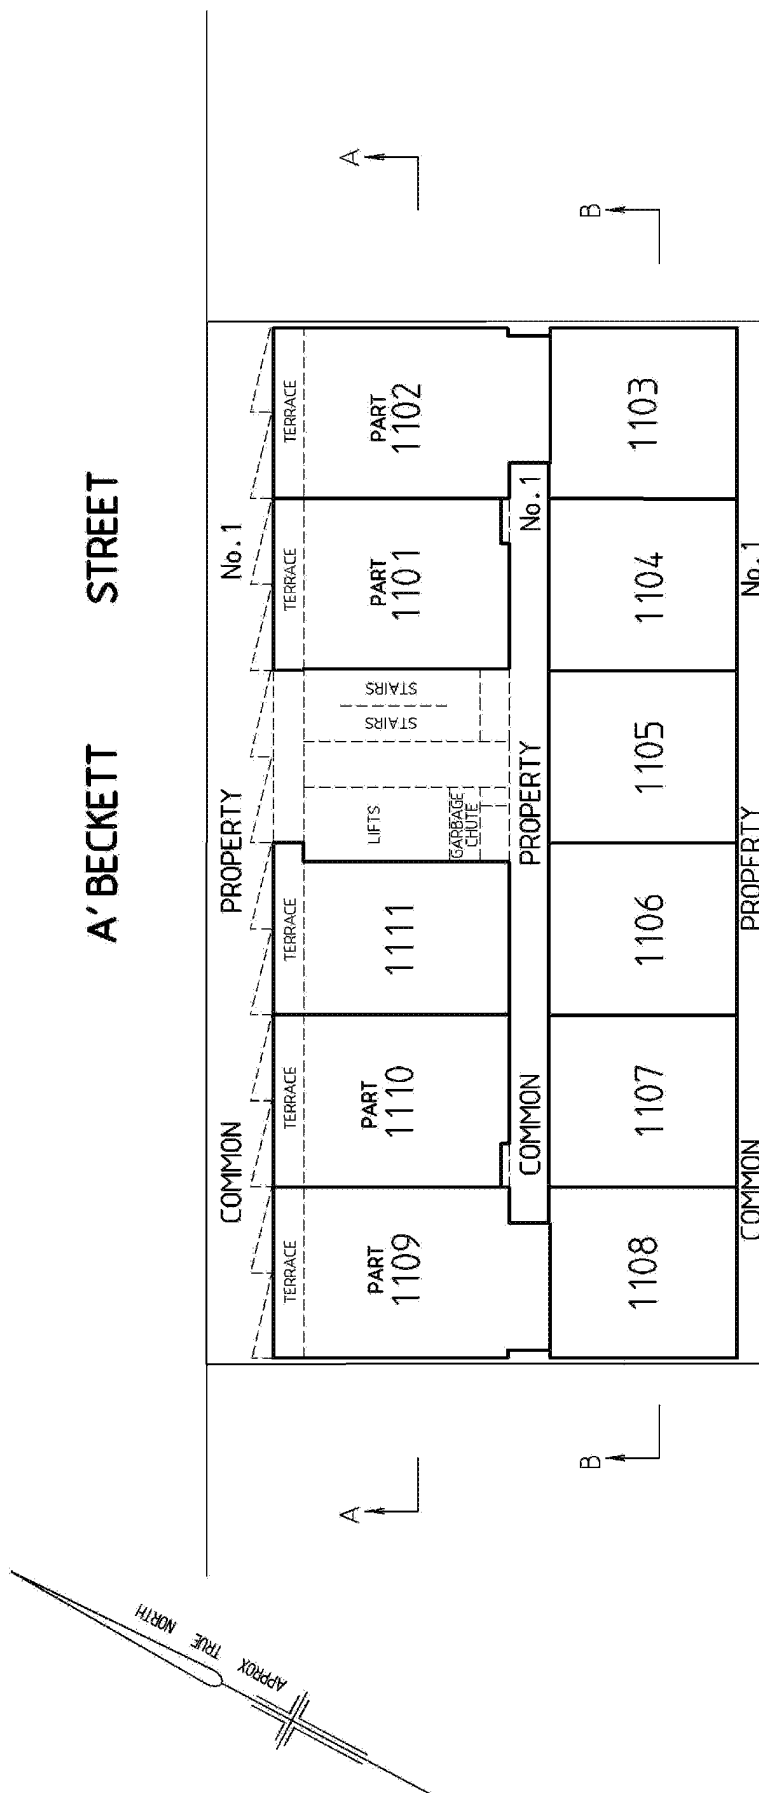 A' BECKETT STREET
COMMON PROPERTY No.1
TERRACE
TERRACE
TERRACE
TERRACE
TERRACE
PART
1109
PART
1110
1111
LIFTS
GARBAGE
CHUTE
STAIRS
STAIRS
PART
1101
PART
1102
COMMON PROPERTY No.1
1108
1107
1106
1105
1104
1103
COMMON PROPERTY No.1
A
A
B
B
APPROX TRUE NORTH